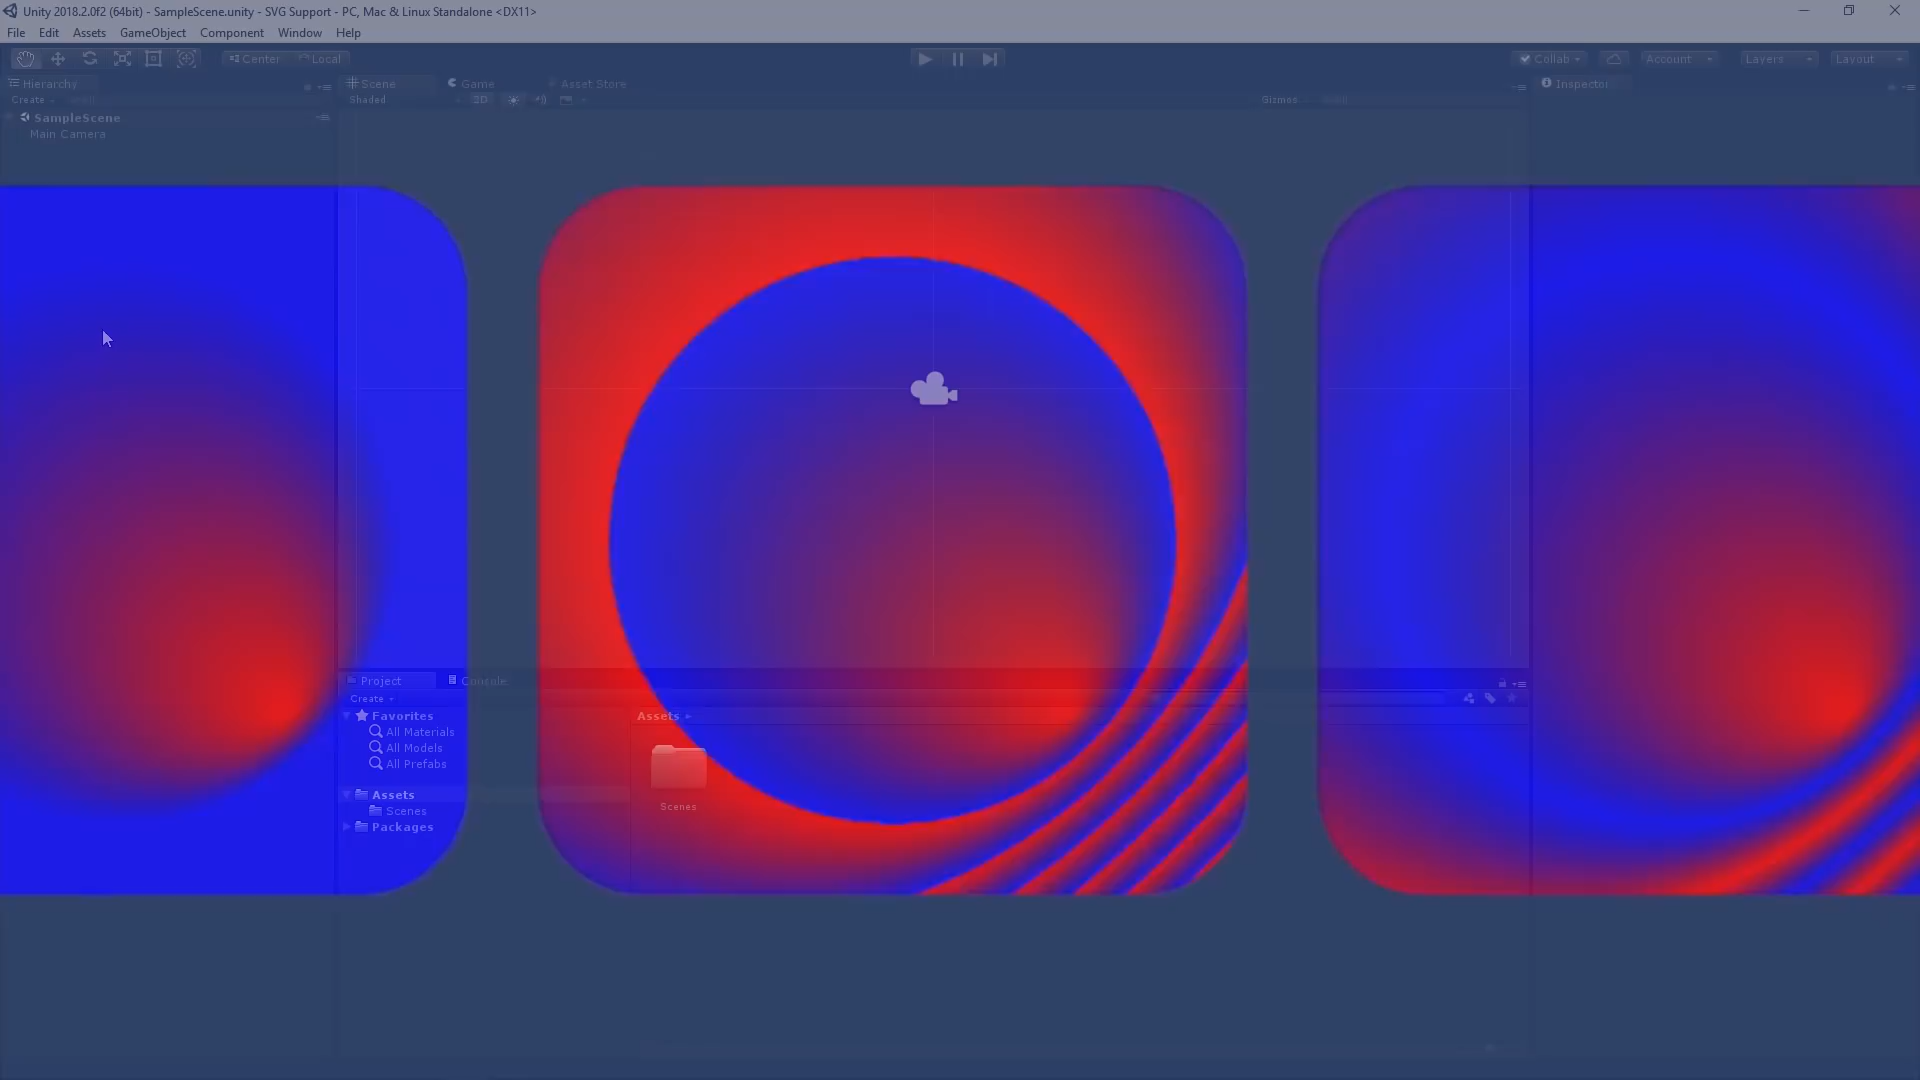 Unity 2018.2.0f2 (64bit) - SampleScene.unity - SVG Support - PC, Mac & Linux Standalone <DX11>
File Edit Assets GameObject Component Window Help
Center Local Collab Account Layers Layout
Hierarchy Scene Game Asset Store Inspector
Create Shaded 2D Gizmos
SampleScene
Main Camera
Project Console
Create
Favorites
All Materials
All Models
All Prefabs
Assets
Scenes
Packages
Assets
Scenes